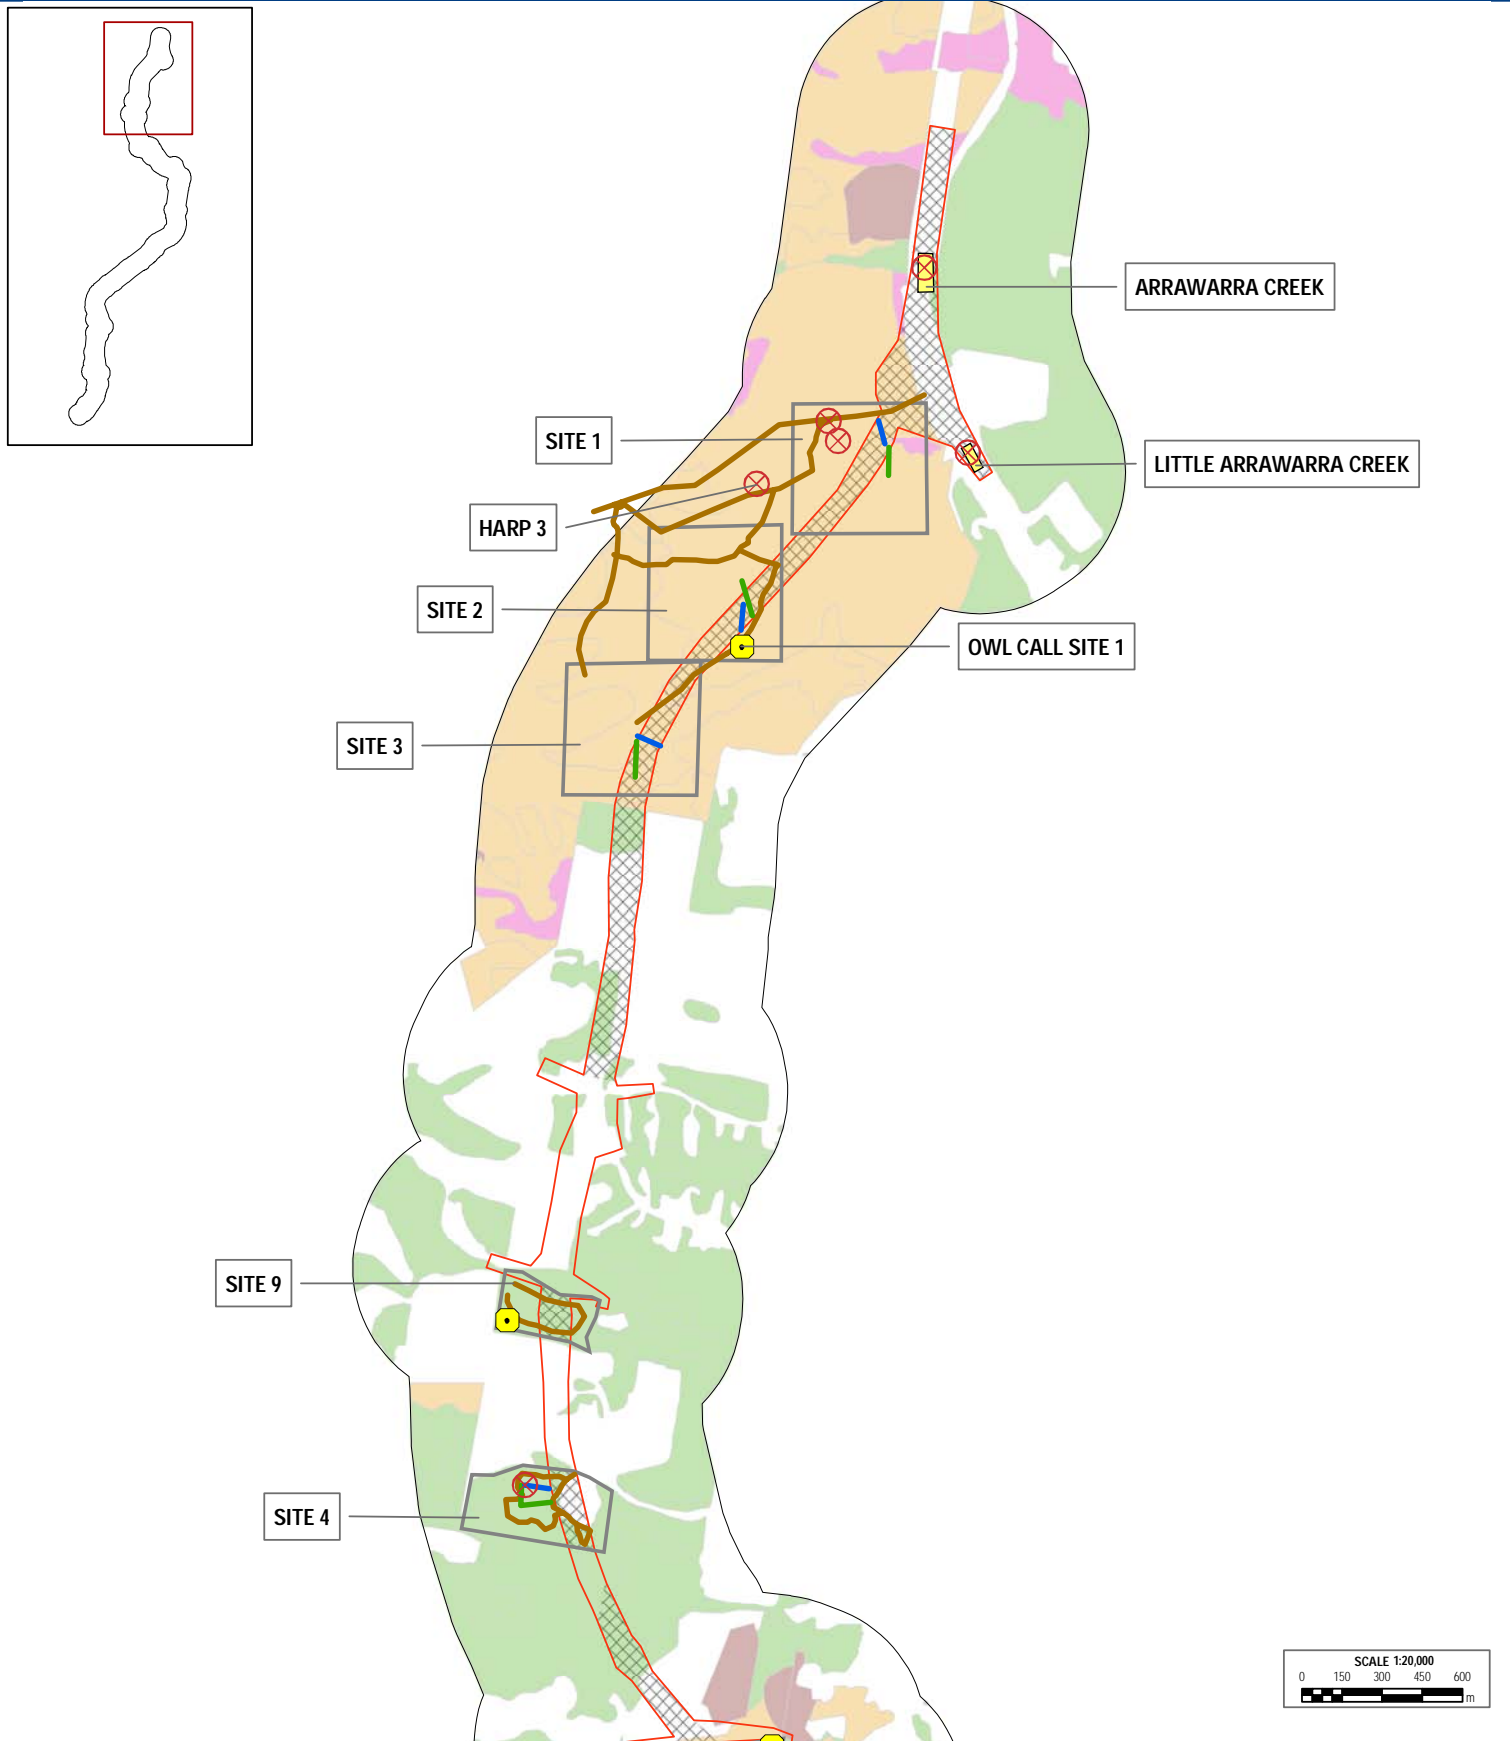 ARRAWARRA CREEK
SITE 1
LITTLE ARRAWARRA CREEK
HARP 3
SITE 2
OWL CALL SITE 1
SITE 3
SITE 9
SITE 4
SCALE 1:20,000
0 150 300 450 600
m